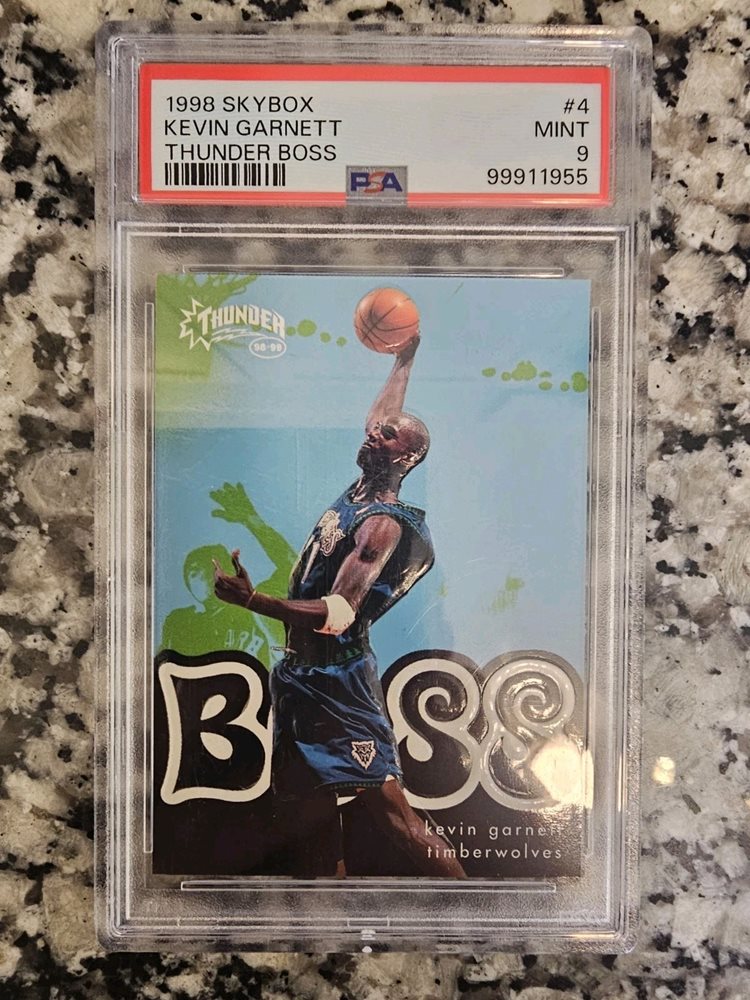 1998 SKYBOX #4
KEVIN GARNETT MINT
THUNDER BOSS 9
PSA 99911955
THUNDER
98-99
BOSS
kevin garnett
timberwolves